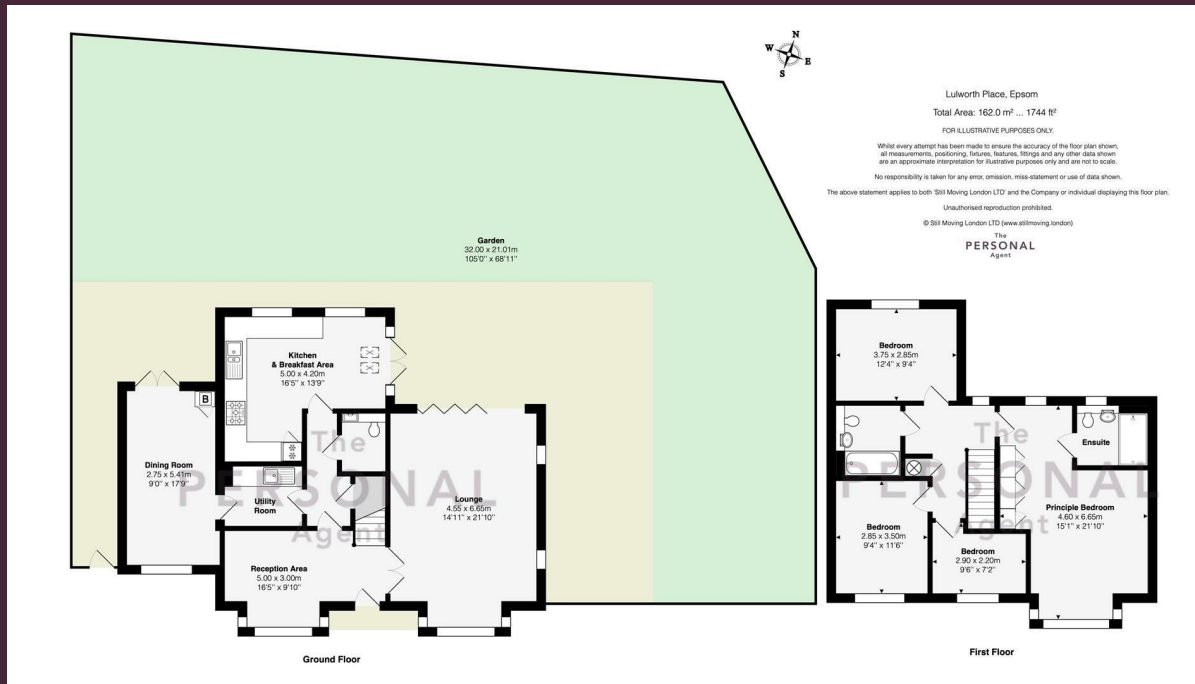 N
W
E
S
Lulworth Place, Epsom
Total Area: 162.0 m² ... 1744 ft²
FOR ILLUSTRATIVE PURPOSES ONLY.
Whilst every attempt has been made to ensure the accuracy of the floor plan shown,
all measurements, positioning, fixtures, features, fittings and any other data shown
are an approximate interpretation for illustrative purposes only and are not to scale.
No responsibility is taken for any error, omission, miss-statement or use of data shown.
The above statement applies to both 'Still Moving London LTD' and the Company or individual displaying this floor plan.
Unauthorised reproduction prohibited.
© Still Moving London LTD (www.stillmoving.london)
The
PERSONAL
Agent
Garden
32.00 x 21.01m
105'0" x 68'11"
Kitchen
& Breakfast Area
5.00 x 4.20m
16'5" x 13'9"
B
Dining Room
2.75 x 5.41m
9'0" x 17'9"
Utility
Room
Lounge
4.55 x 6.65m
14'11" x 21'10"
Reception Area
5.00 x 3.00m
16'5" x 9'10"
The
PERSONAL
Agent
Ground Floor
Bedroom
3.75 x 2.85m
12'4" x 9'4"
Ensuite
Principle Bedroom
4.60 x 6.65m
15'1" x 21'10"
Bedroom
2.85 x 3.50m
9'4" x 11'6"
Bedroom
2.90 x 2.20m
9'6" x 7'2"
The
PERSONAL
Agent
First Floor